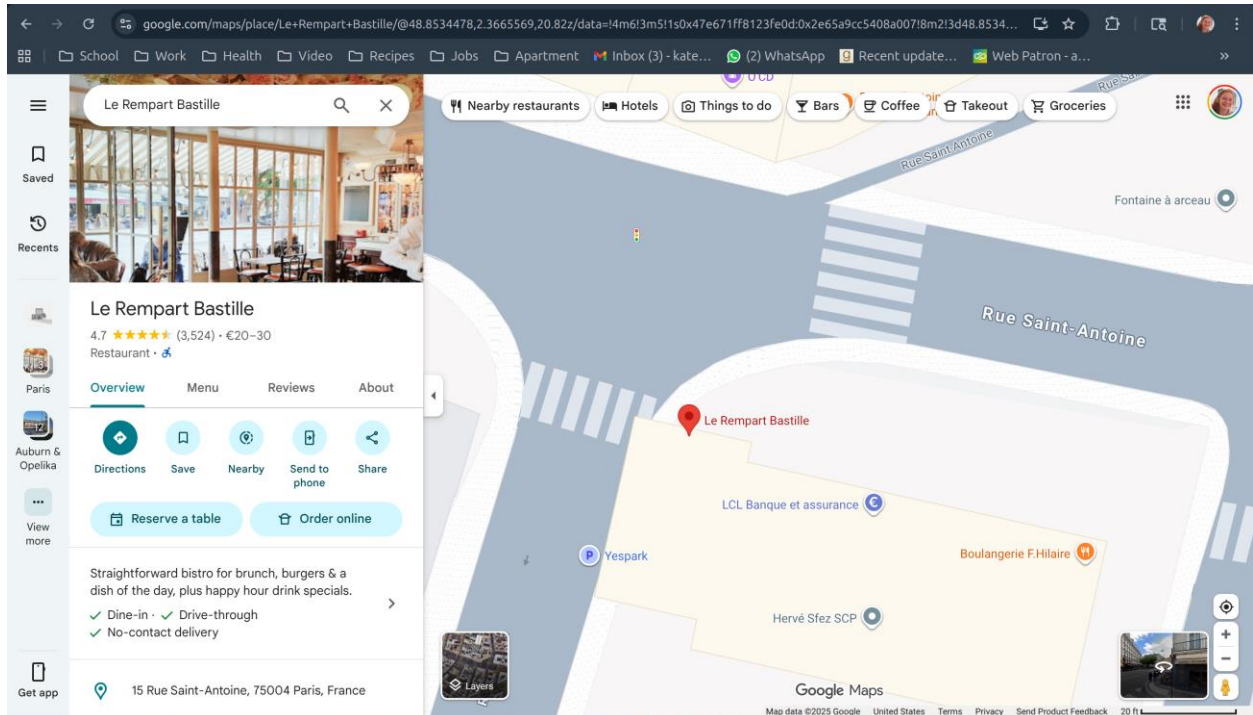 google.com/maps/place/Le+Rempart+Bastille/@48.8534478,2.3665569,20.82z/data=!4m6!3m5!1s0x47e671ff8123fe0d:0x2e65a9cc5408a007!8m2!3d48.8534...
School Work Health Video Recipes Jobs Apartment Inbox (3) - kate... (2) WhatsApp Recent update... Web Patron - a... »
Le Rempart Bastille
Saved
Recents
Paris
Auburn &
Opelika
12
View
more
Get app
Le Rempart Bastille
4.7 (3,524) · €20–30
Restaurant ·
Overview Menu Reviews About
Directions Save Nearby Send to
phone Share
Reserve a table Order online
Straightforward bistro for brunch, burgers & a
dish of the day, plus happy hour drink specials.
✓ Dine-in · ✓ Drive-through
✓ No-contact delivery
15 Rue Saint-Antoine, 75004 Paris, France
Nearby restaurants Hotels Things to do Bars Coffee Takeout Groceries
Rue Saint-Antoine
Fontaine à arceau
Rue Saint-Antoine
Le Rempart Bastille
LCL Banque et assurance
P Yespark
Boulangerie F.Hilaire
Hervé Sfez SCP
Layers
Google Maps
Map data ©2025 Google United States Terms Privacy Send Product Feedback 20 ft